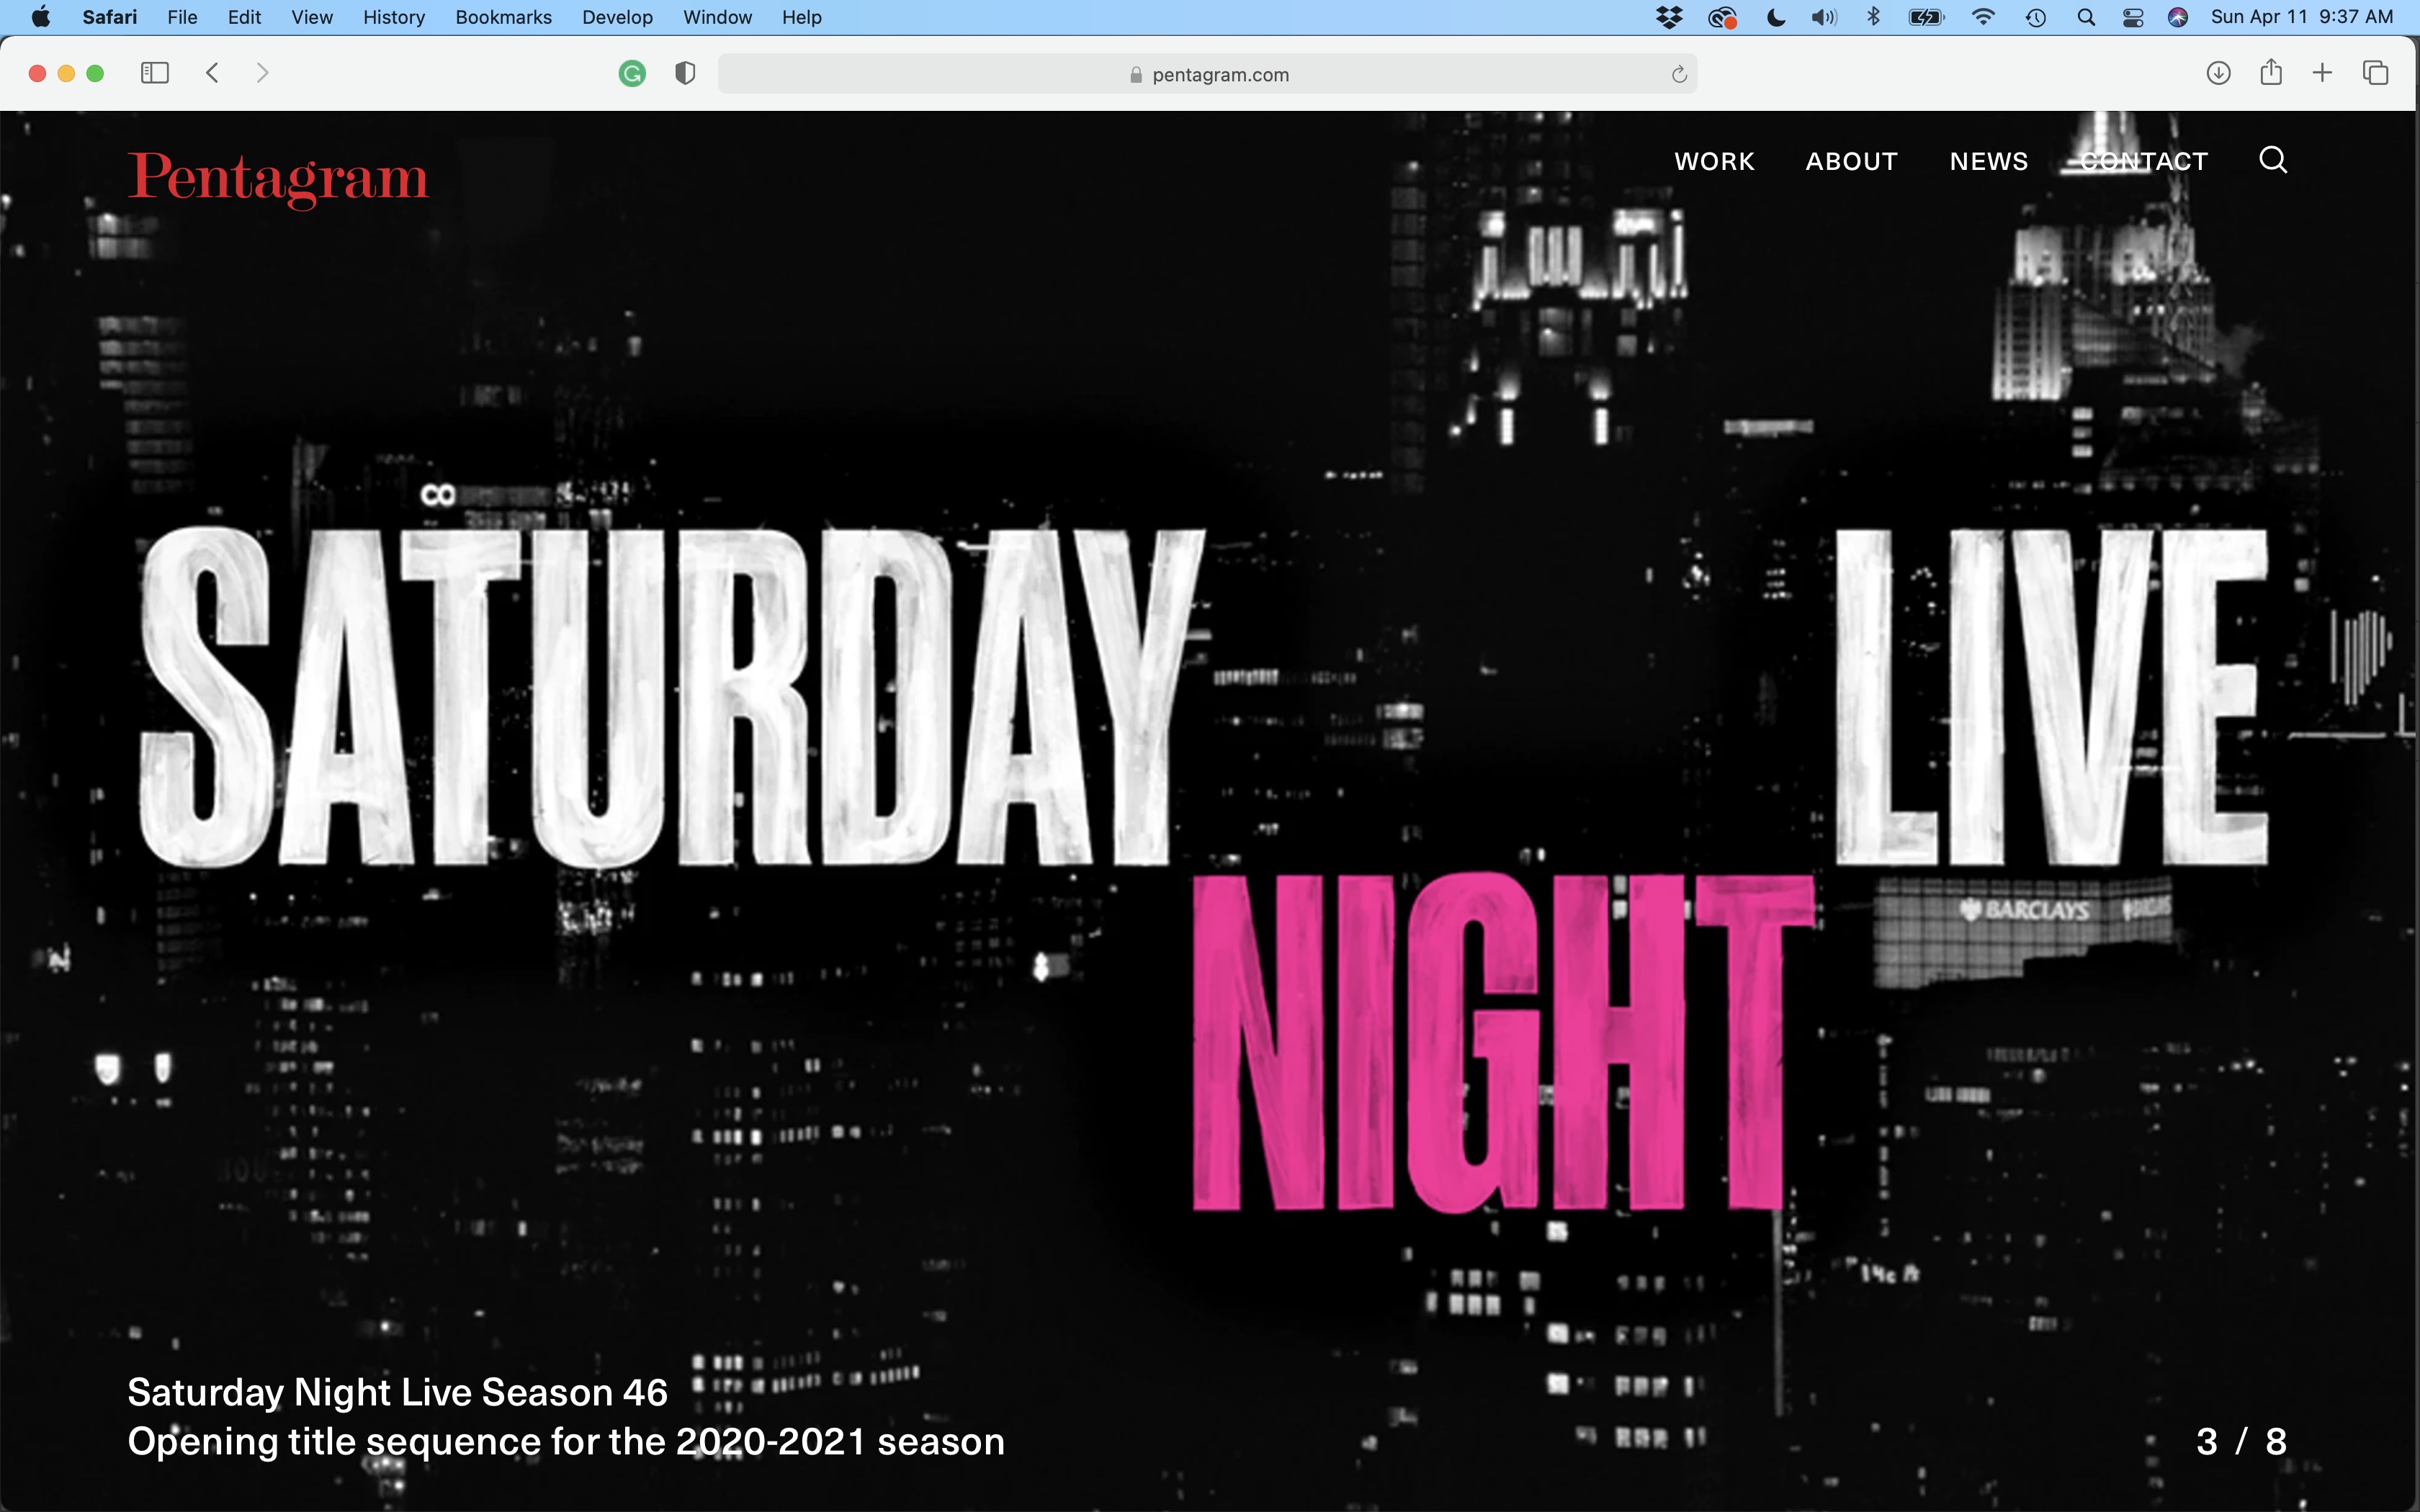 Safari File Edit View History Bookmarks Develop Window Help Sun Apr 11 9:37 AM
pentagram.com
Pentagram WORK ABOUT NEWS CONTACT
SATURDAY LIVE
NIGHT
BARCLAYS
Saturday Night Live Season 46
Opening title sequence for the 2020-2021 season
3 / 8